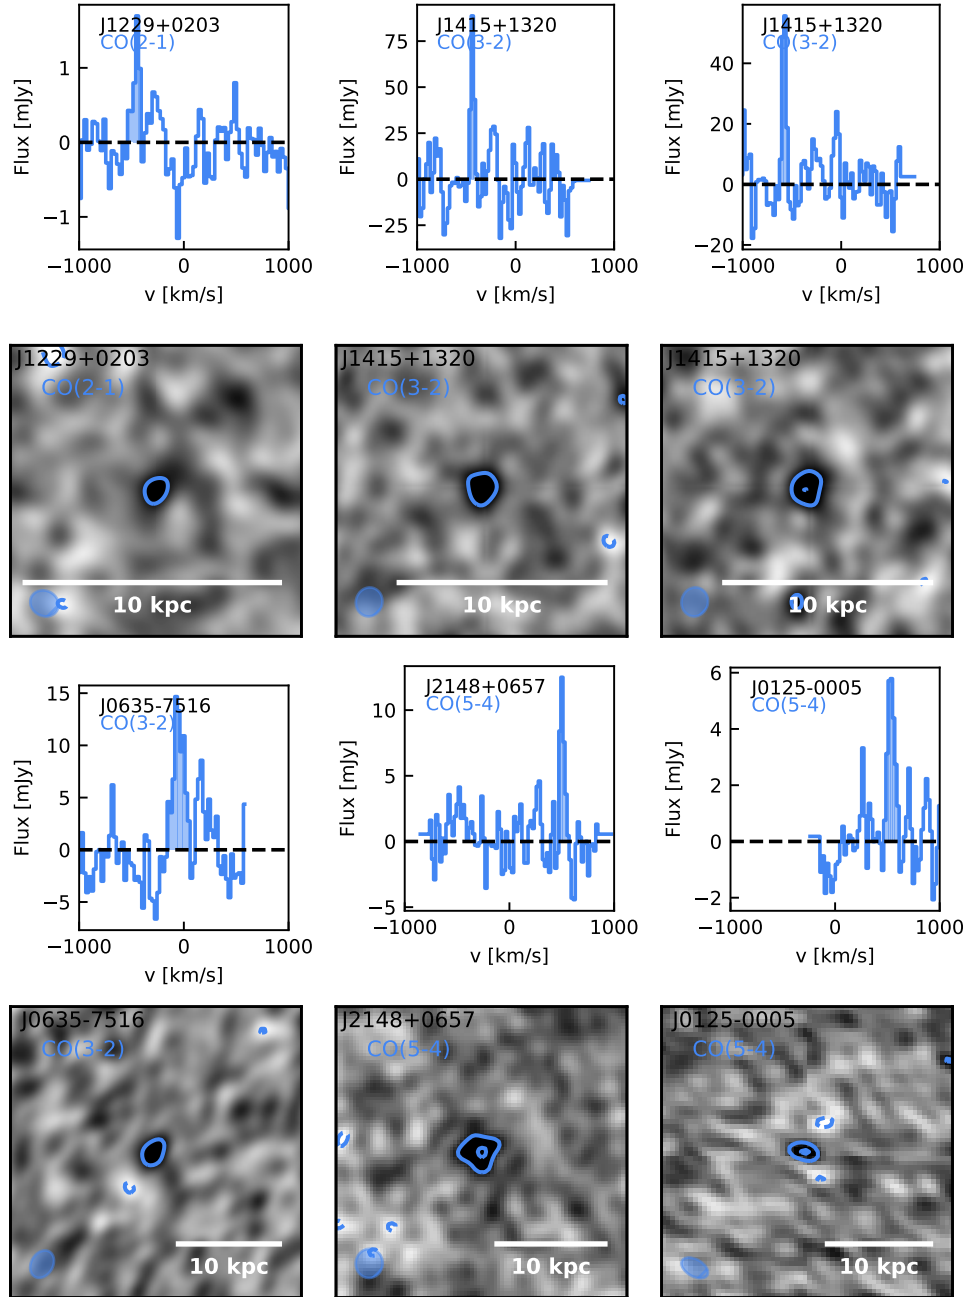 J1229+0203
CO(2-1)
Flux [mJy]
1
0
−1
−1000
0
1000
v [km/s]
J1415+1320
CO(3-2)
Flux [mJy]
75
50
25
0
−25
−1000
0
1000
v [km/s]
J1415+1320
CO(3-2)
Flux [mJy]
40
20
0
−20
−1000
0
1000
v [km/s]
J1229+0203
CO(2-1)
10 kpc
J1415+1320
CO(3-2)
10 kpc
J1415+1320
CO(3-2)
10 kpc
J0635-7516
CO(3-2)
Flux [mJy]
15
10
5
0
−5
−1000
0
1000
v [km/s]
J2148+0657
CO(5-4)
Flux [mJy]
10
5
0
−5
−1000
0
1000
v [km/s]
J0125-0005
CO(5-4)
Flux [mJy]
6
4
2
0
−2
−1000
0
1000
v [km/s]
J0635-7516
CO(3-2)
10 kpc
J2148+0657
CO(5-4)
10 kpc
J0125-0005
CO(5-4)
10 kpc